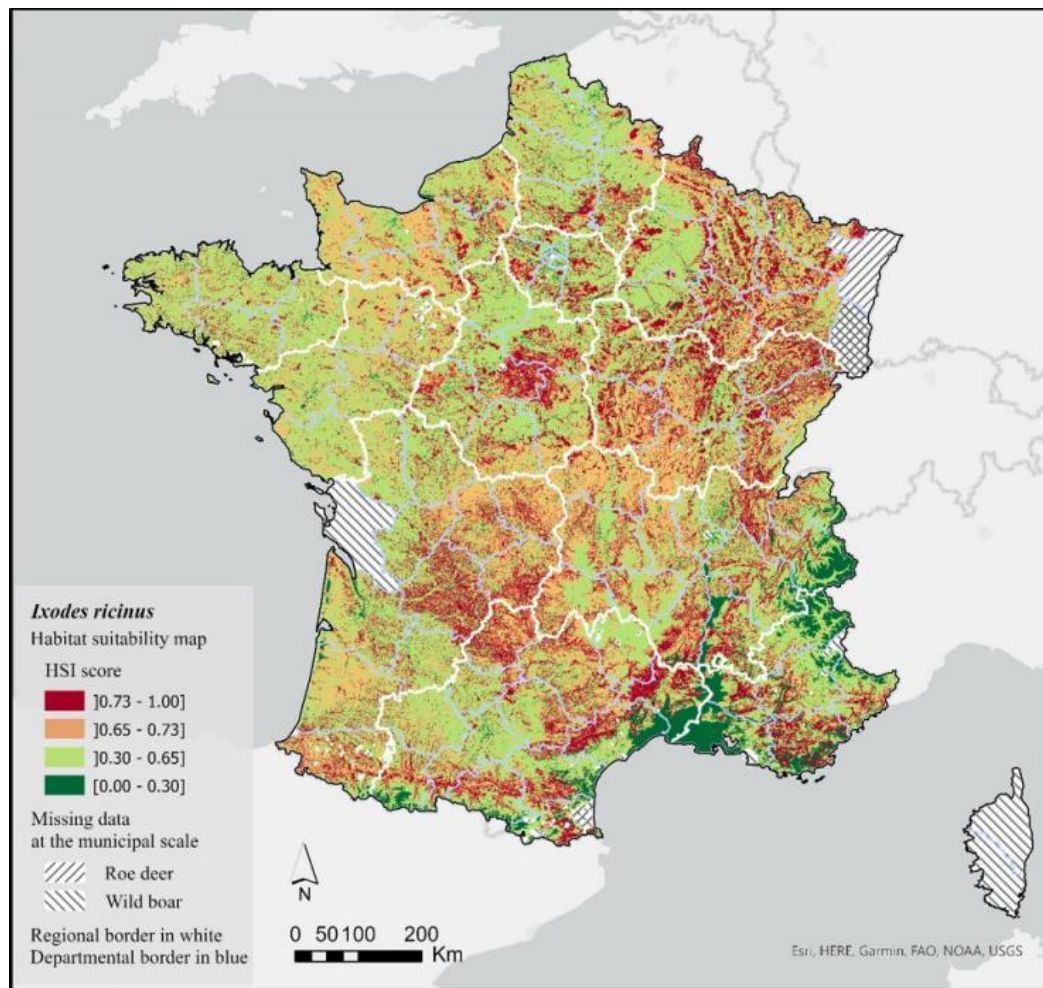 Ixodes ricinus
Habitat suitability map
HSI score
]0.73 - 1.00]
]0.65 - 0.73]
]0.30 - 0.65]
[0.00 - 0.30]
Missing data
at the municipal scale
Roe deer
Wild boar
Regional border in white
Departmental border in blue
N
0 50 100 200
Km
Esri, HERE, Garmin, FAO, NOAA, USGS